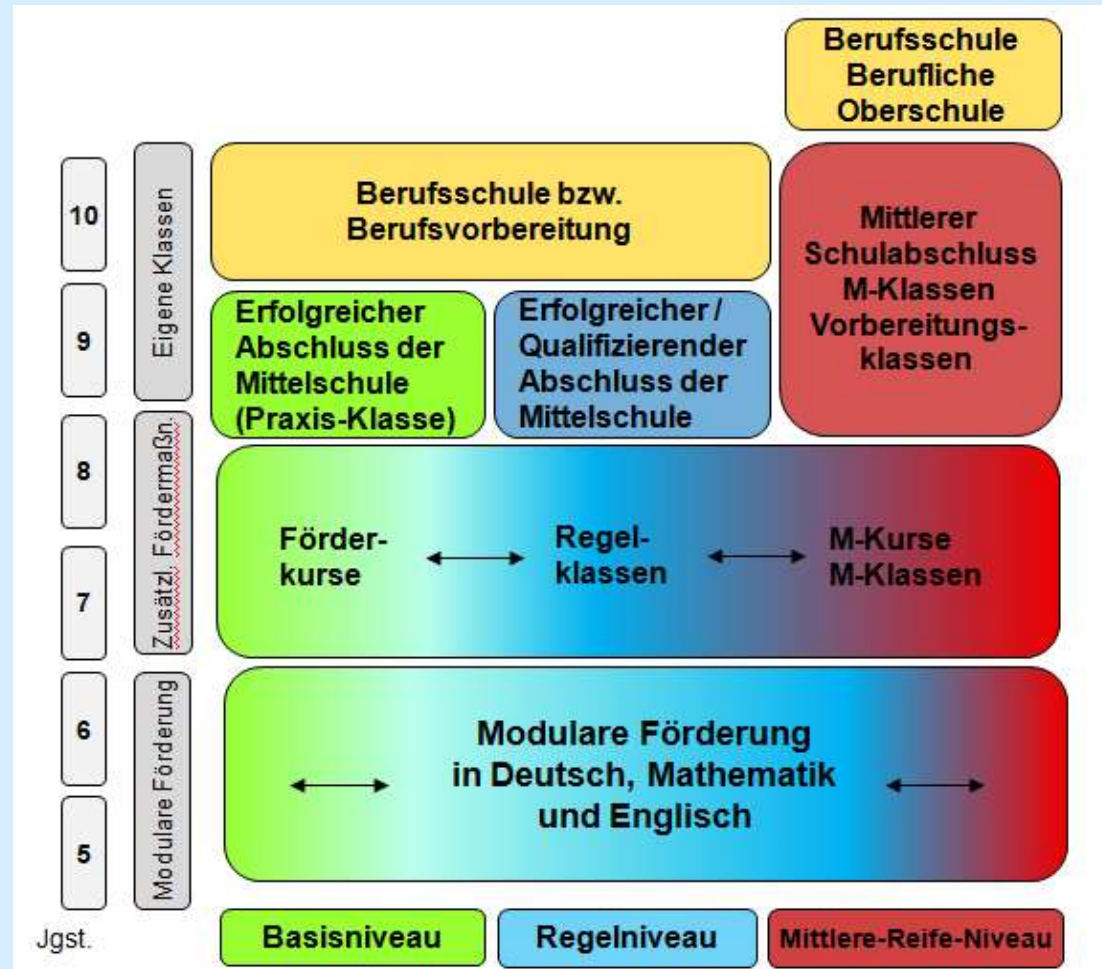 Berufsschule
Berufliche
Oberschule
10
Eigene Klassen
Berufsschule bzw.
Berufsvorbereitung
Mittlerer
Schulabschluss
M-Klassen
Vorbereitungs-
klassen
9
Erfolgreicher
Abschluss der
Mittelschule
(Praxis-Klasse)
Erfolgreicher /
Qualifizierender
Abschluss der
Mittelschule
8
Zusätzl. Fördermaßn.
7
Förder-
kurse
Regel-
klassen
M-Kurse
M-Klassen
6
Modulare Förderung
5
Modulare Förderung
in Deutsch, Mathematik
und Englisch
Jgst.
Basisniveau
Regelniveau
Mittlere-Reife-Niveau